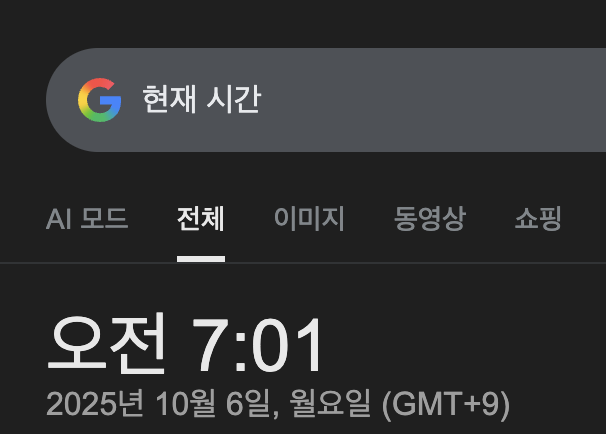 현재 시간
AI 모드 전체 이미지 동영상 쇼핑
오전 7:01
2025년 10월 6일, 월요일 (GMT+9)